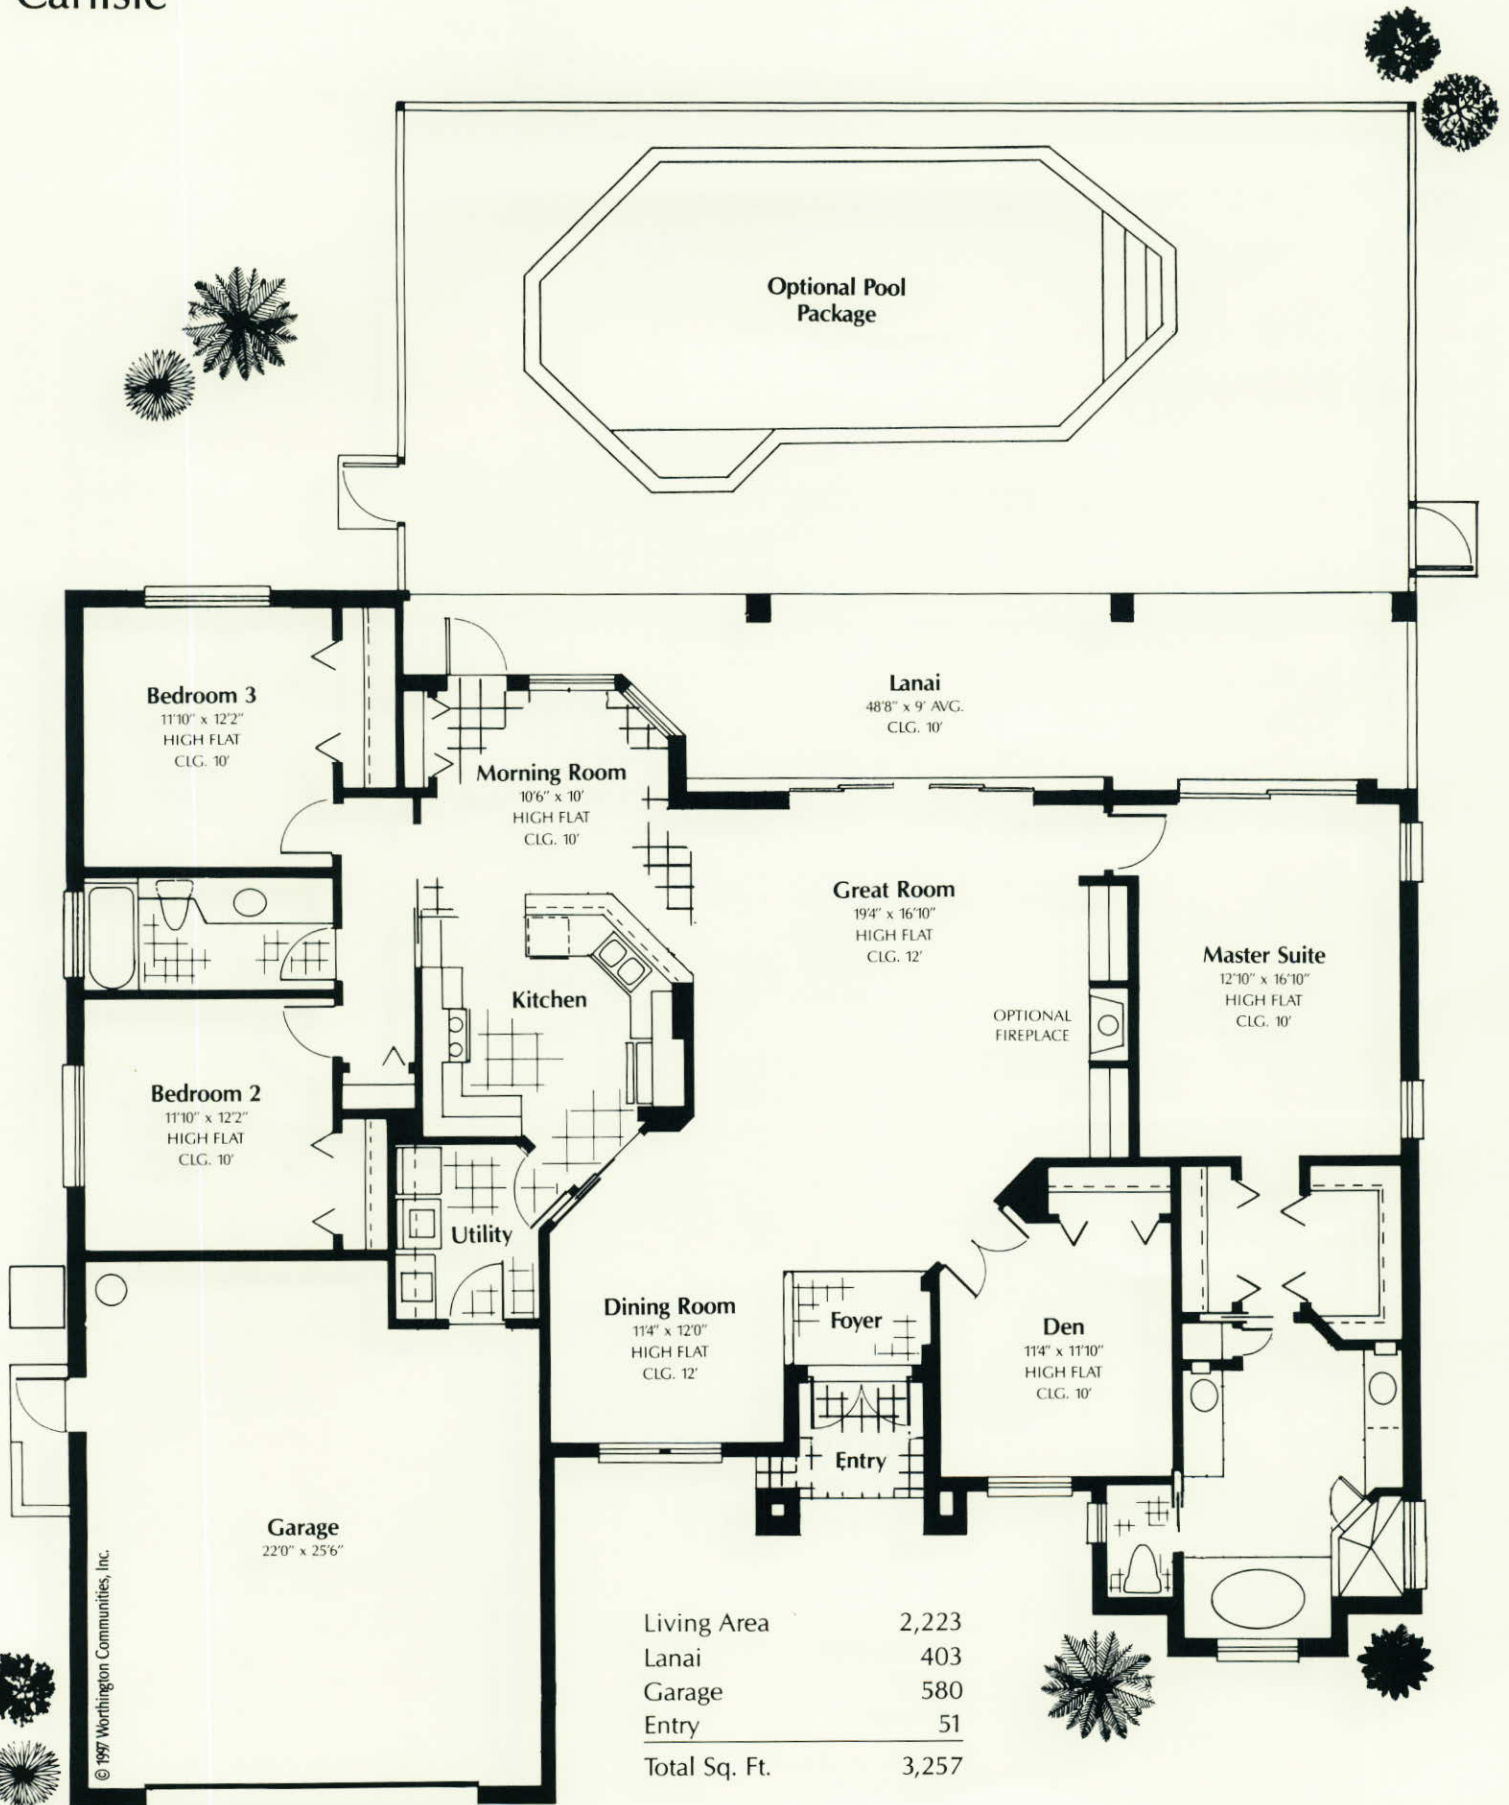 Carlisle
Optional Pool
Package
Bedroom 3
11'10" x 12'2"
HIGH FLAT
CLG. 10'
Lanai
48'8" x 9' AVG.
CLG. 10'
Morning Room
10'6" x 10'
HIGH FLAT
CLG. 10'
Great Room
19'4" x 16'10"
HIGH FLAT
CLG. 12'
Master Suite
12'10" x 16'10"
HIGH FLAT
CLG. 10'
Kitchen
OPTIONAL
FIREPLACE
Bedroom 2
11'10" x 12'2"
HIGH FLAT
CLG. 10'
Utility
Dining Room
11'4" x 12'0"
HIGH FLAT
CLG. 12'
Foyer
Den
11'4" x 11'10"
HIGH FLAT
CLG. 10'
Entry
Garage
22'0" x 25'6"
© 1997 Worthington Communities, Inc.
Living Area 2,223
Lanai 403
Garage 580
Entry 51
Total Sq. Ft. 3,257